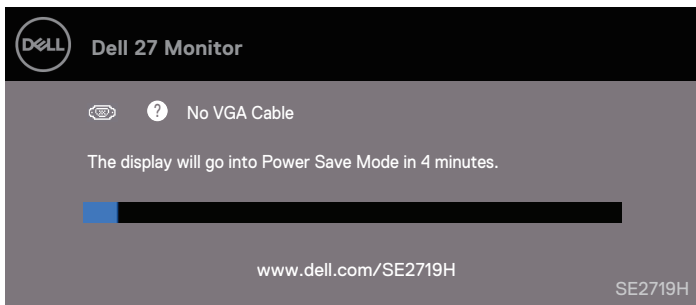 DELL
Dell 27 Monitor
? No VGA Cable
The display will go into Power Save Mode in 4 minutes.
www.dell.com/SE2719H
SE2719H